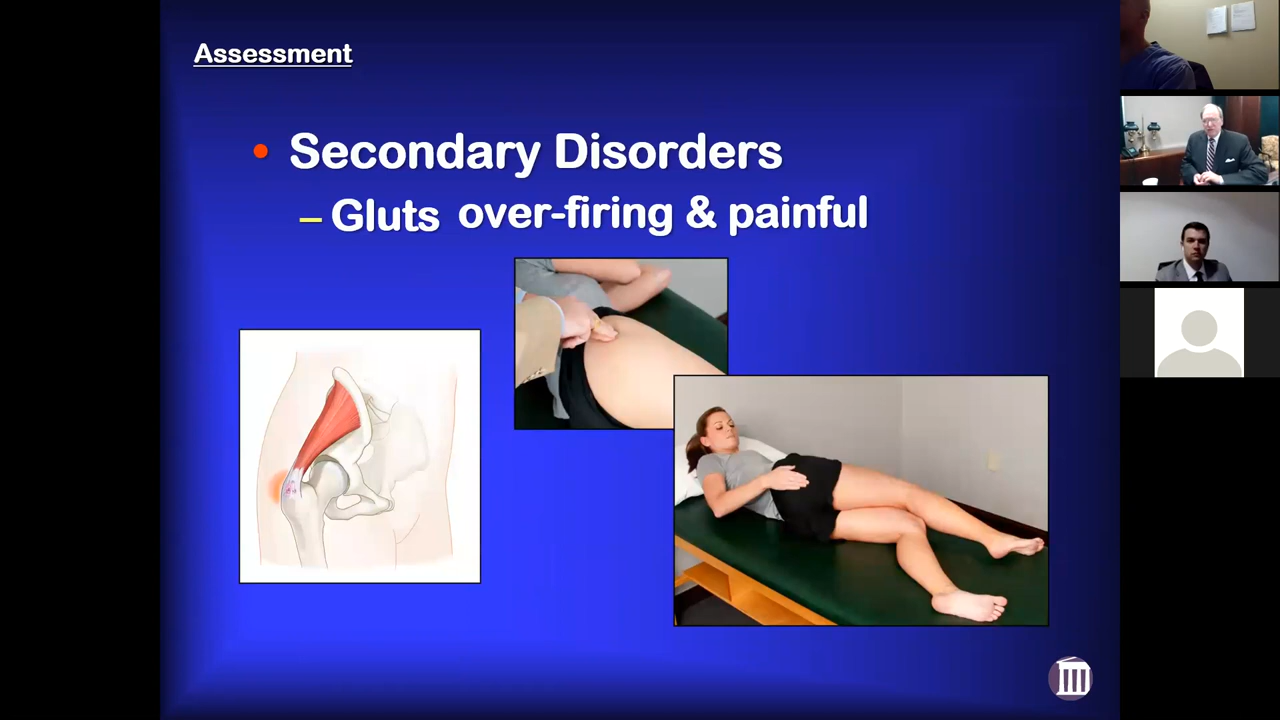 Assessment
• Secondary Disorders
– Gluts over-firing & painful